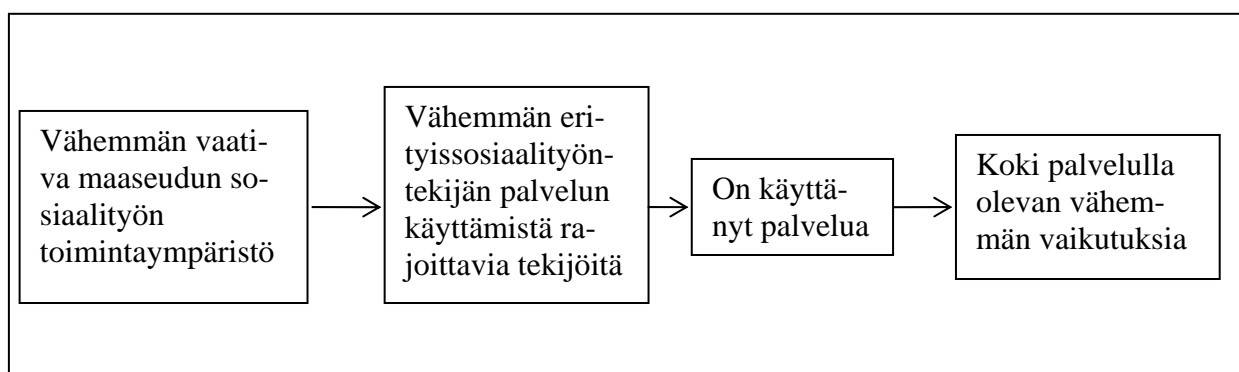 Vähemmän vaati-
va maaseudun so-
siaalityön
toimintaympäristö
Vähemmän eri-
tyissosiaalityön-
tekijän palvelun
käyttämistä ra-
joittavia tekijöitä
On käyttä-
nyt palvelua
Koki palvelulla
olevan vähem-
män vaikutuksia